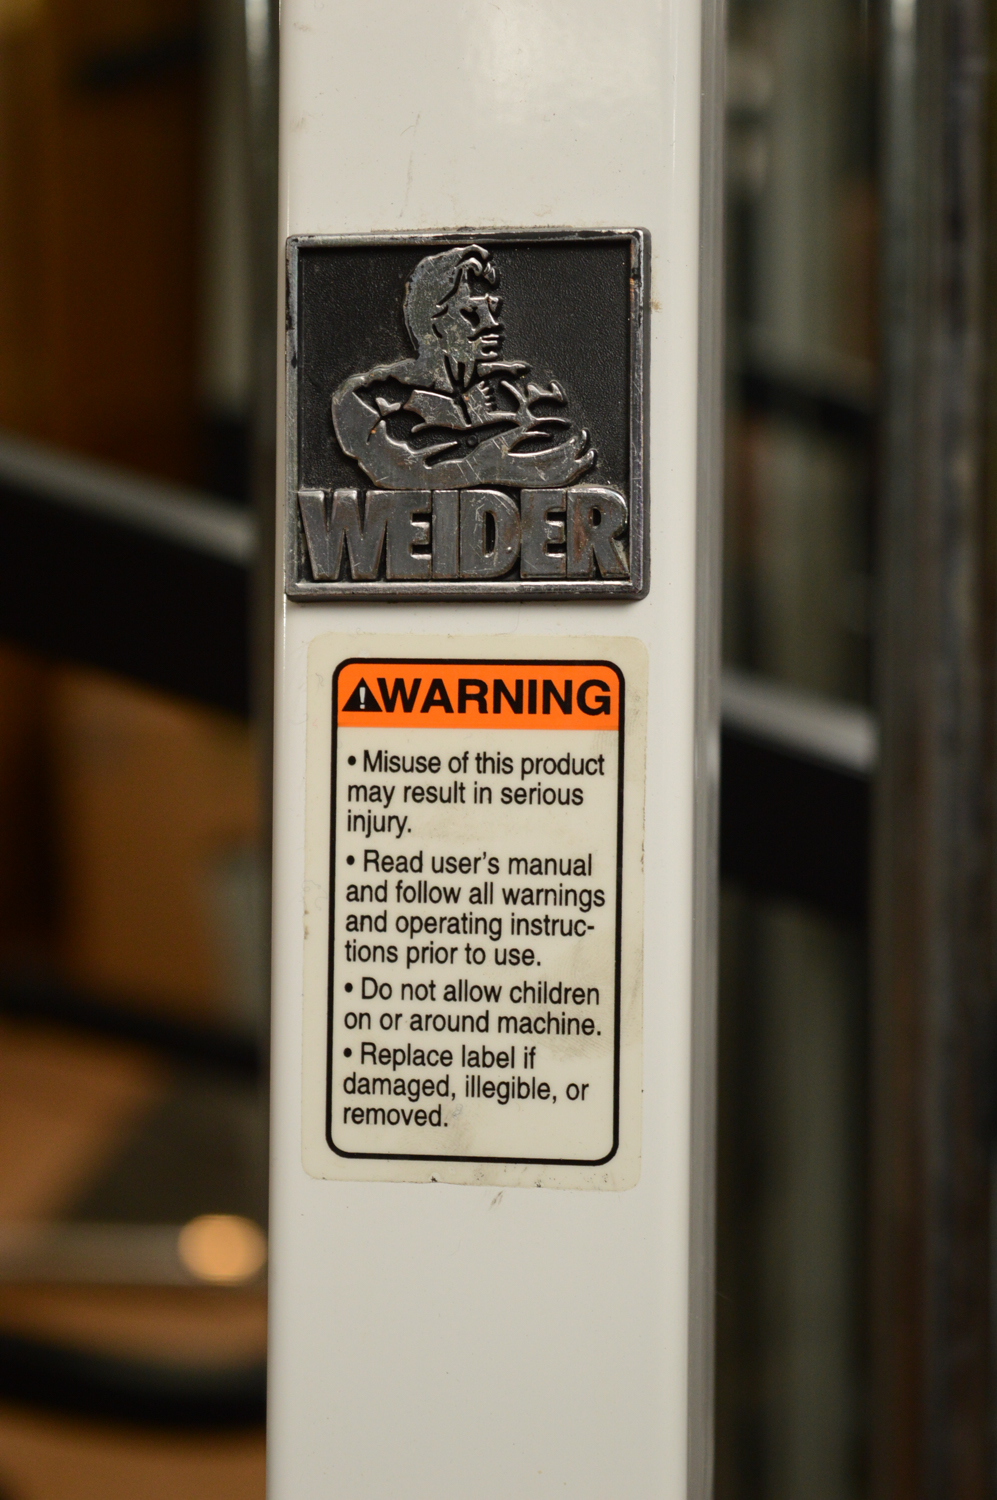 WEIDER
WARNING
• Misuse of this product
may result in serious
injury.
• Read user's manual
and follow all warnings
and operating instruc-
tions prior to use.
• Do not allow children
on or around machine.
• Replace label if
damaged, illegible, or
removed.